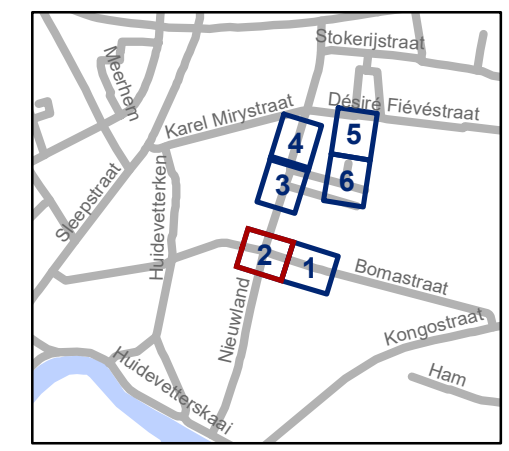 Stokerijstraat
Meerhem
Désiré Fiévéstraat
Karel Mirystraat
4
5
3
6
Sleepstraat
Huidevetterken
2
1
Bomastraat
Nieuwland
Kongostraat
Huidevetterskaai
Ham